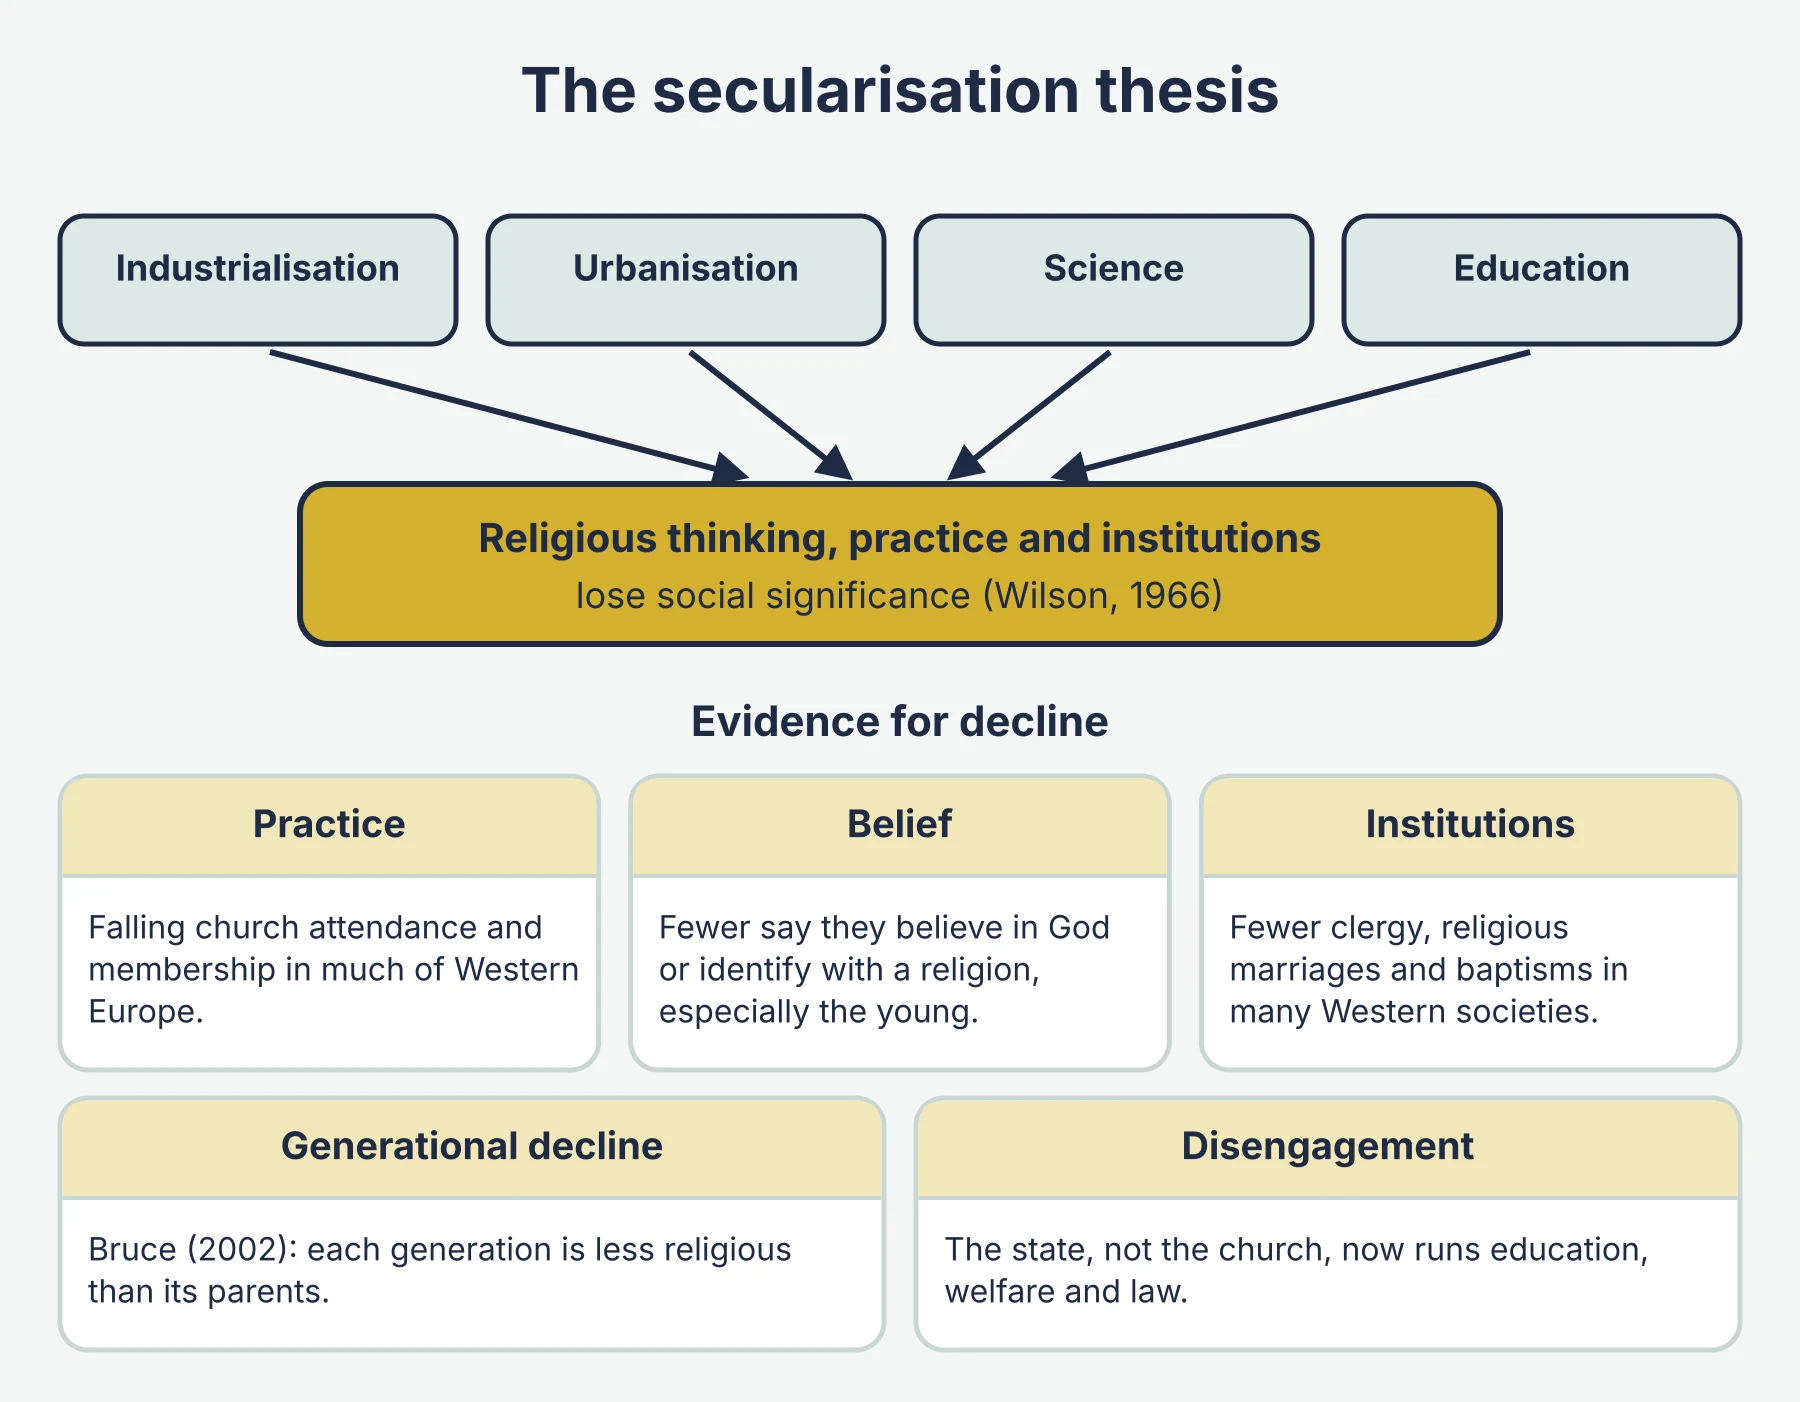 The secularisation thesis
Industrialisation
Urbanisation
Science
Education
Religious thinking, practice and institutions
lose social significance (Wilson, 1966)
Evidence for decline
Practice
Falling church attendance and
membership in much of Western
Europe.
Belief
Fewer say they believe in God
or identify with a religion,
especially the young.
Institutions
Fewer clergy, religious
marriages and baptisms in
many Western societies.
Generational decline
Bruce (2002): each generation is less religious
than its parents.
Disengagement
The state, not the church, now runs education,
welfare and law.